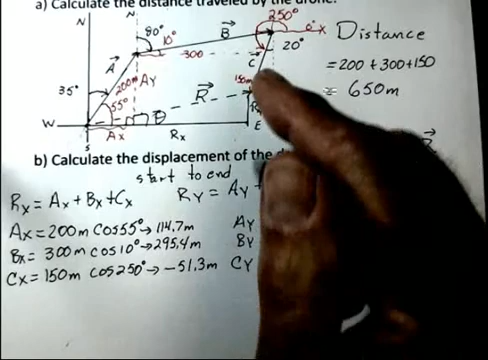 a) Calculate the distance traveled by the drone.
N
N
80°
10°
B
250°
0°
X
Distance
300
20°
A
C
= 200 + 300 + 150
200m
AY
150m
= 650m
35°
55°
R
θ
W
Ax
Rx
E
S
b) Calculate the displacement of the
start to end
Rx = Ax + Bx + Cx
RY = AY +
Ax = 200m Cos55° → 114.7m
AY
Bx = 300m Cos10° → 295.4m
BY
Cx = 150m Cos250° → -51.3m
CY